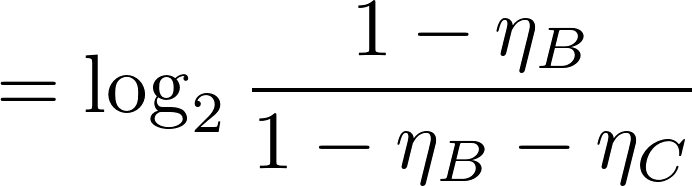 = \log_2 \frac{1 - \eta_B}{1 - \eta_B - \eta_C}